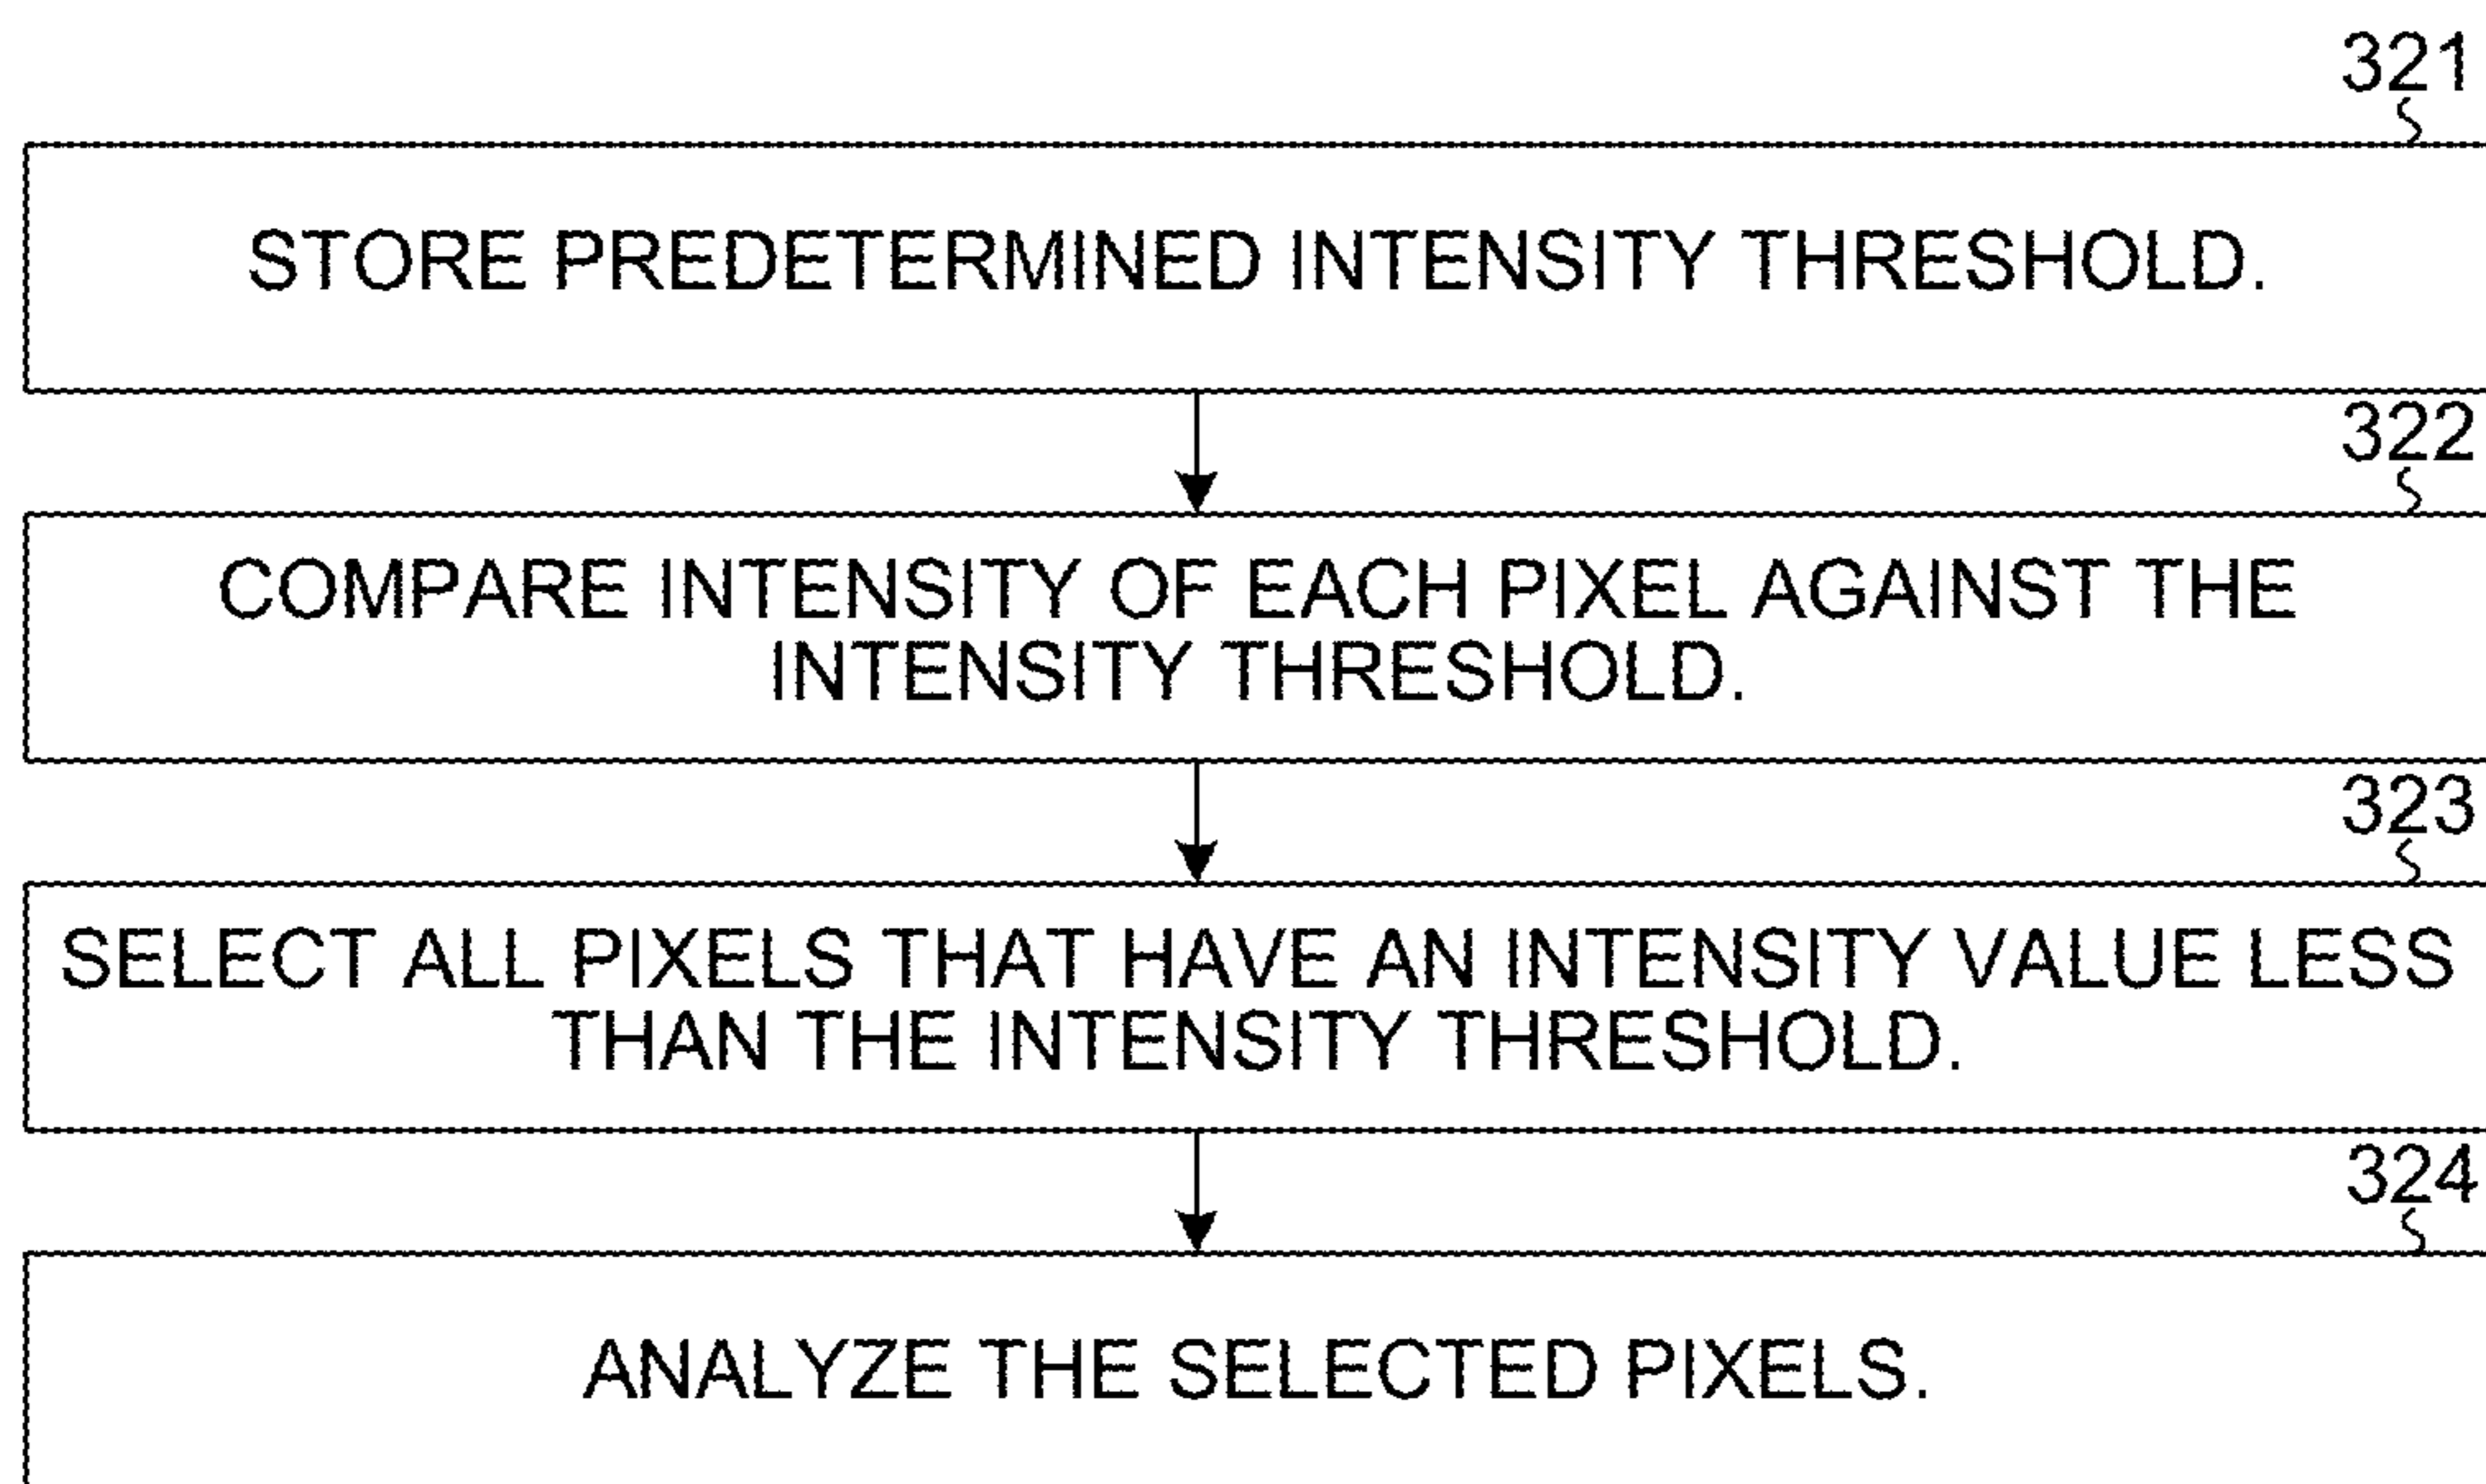 321
STORE PREDETERMINED INTENSITY THRESHOLD.
322
COMPARE INTENSITY OF EACH PIXEL AGAINST THE
INTENSITY THRESHOLD.
323
SELECT ALL PIXELS THAT HAVE AN INTENSITY VALUE LESS
THAN THE INTENSITY THRESHOLD.
324
ANALYZE THE SELECTED PIXELS.